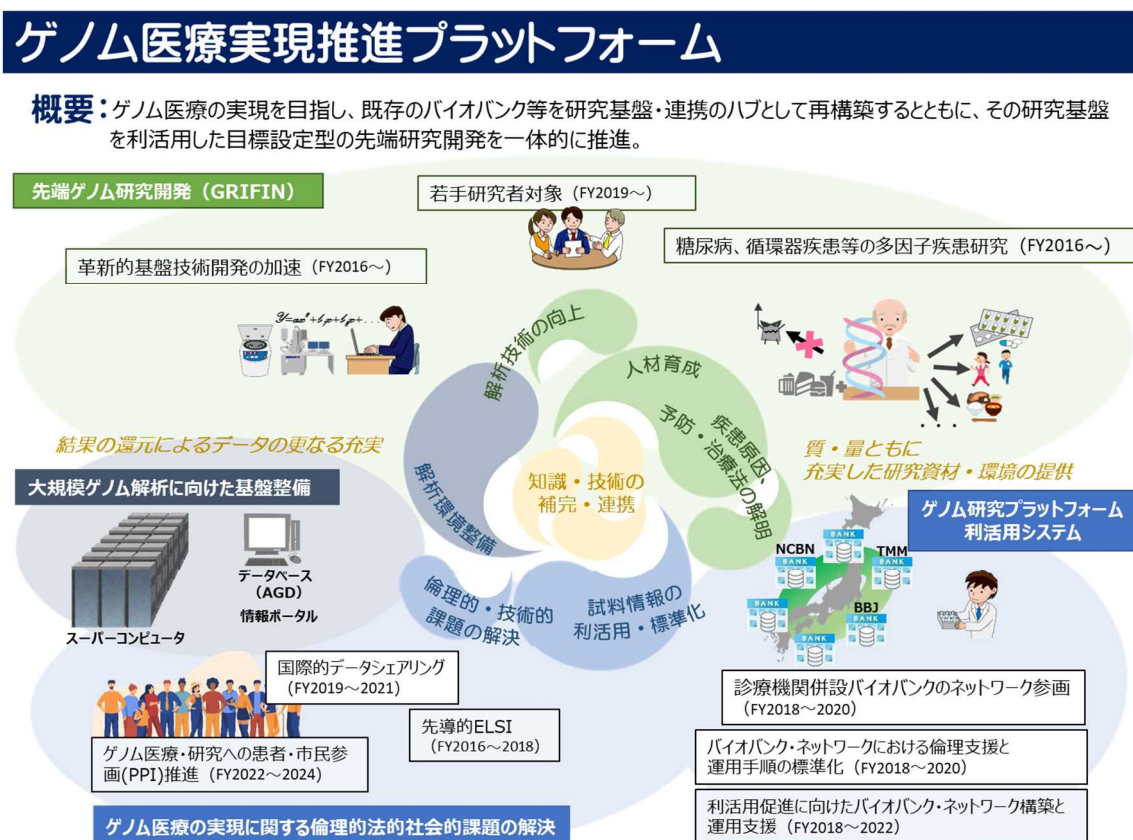 ゲノム医療実現推進プラットフォーム
概要：ゲノム医療の実現を目指し、既存のバイオバンク等を研究基盤・連携のハブとして再構築するとともに、その研究基盤
を利活用した目標設定型の先端研究開発を一体的に推進。
先端ゲノム研究開発（GRIFIN）
若手研究者対象（FY2019～）
糖尿病、循環器疾患等の多因子疾患研究（FY2016～）
革新的基盤技術開発の加速（FY2016～）
解析技術の向上
人材育成
疾患原因、
予防・治療法の解明
解析環境整備
知識・技術の
補完・連携
倫理的・技術的
課題の解決
試料情報の
利活用・標準化
結果の還元によるデータの更なる充実
質・量ともに
充実した研究資材・環境の提供
大規模ゲノム解析に向けた基盤整備
スーパーコンピュータ
データベース
（AGD）
情報ポータル
ゲノム研究プラットフォーム
利活用システム
BANK
NCBN
BANK
TMM
BANK
BANK
BBJ
BANK
BANK
国際的データシェアリング
（FY2019～2021）
先導的ELSI
（FY2016～2018）
ゲノム医療・研究への患者・市民参
画(PPI)推進（FY2022～2024）
ゲノム医療の実現に関する倫理的法的社会的課題の解決
診療機関併設バイオバンクのネットワーク参画
（FY2018～2020）
バイオバンク・ネットワークにおける倫理支援と
運用手順の標準化（FY2018～2020）
利活用促進に向けたバイオバンク・ネットワーク構築と
運用支援（FY2018～2022）